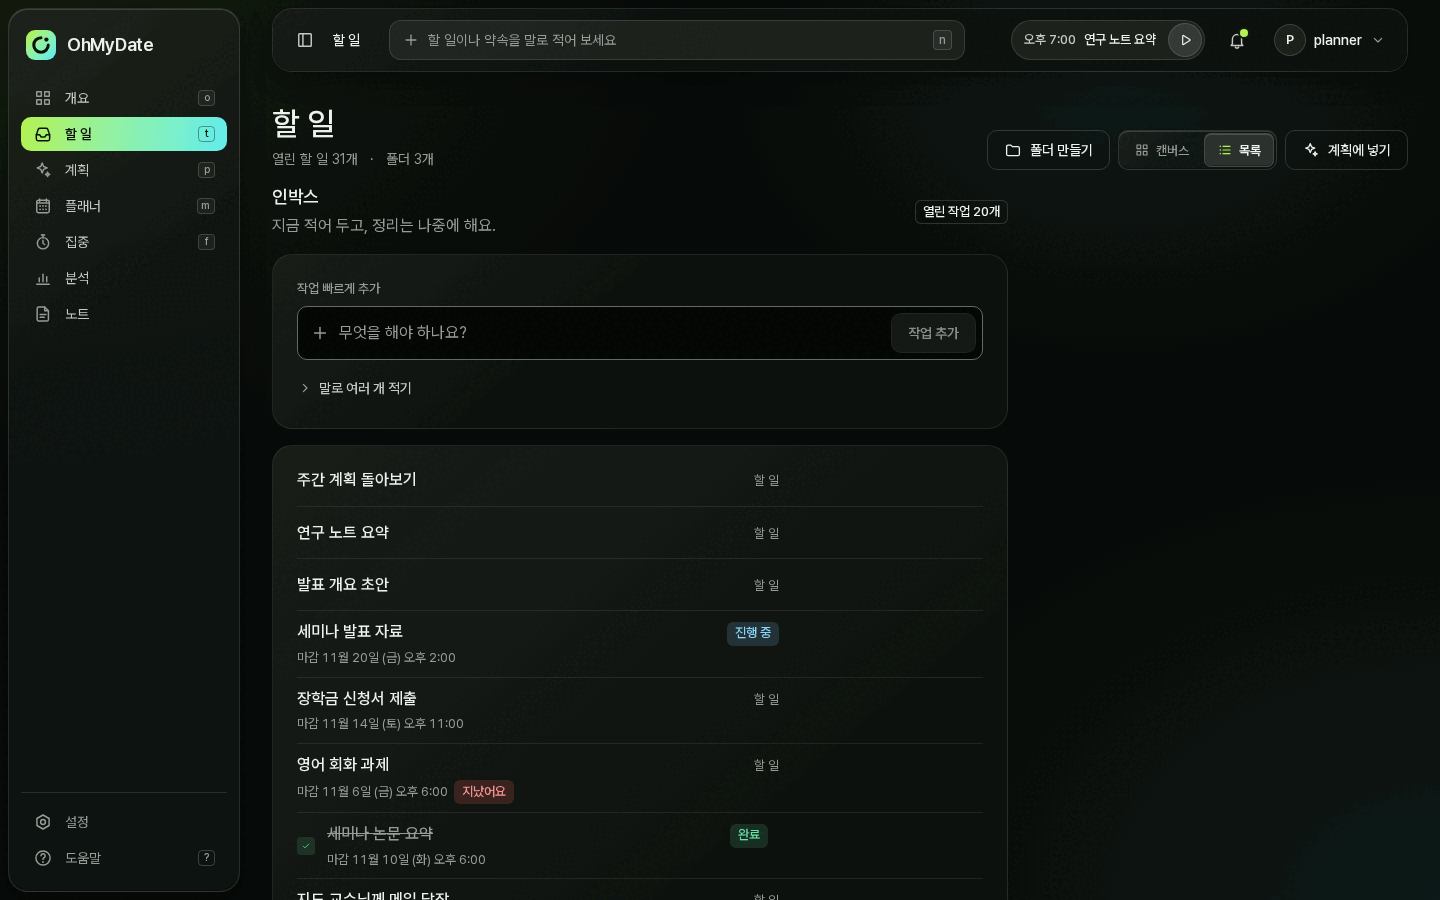 OhMyDate
개요 o
할 일 t
계획 p
플래너 m
집중 f
분석
노트
설정
도움말 ?
할 일
할 일이나 약속을 말로 적어 보세요 n
오후 7:00 연구 노트 요약
P planner
할 일
열린 할 일 31개 · 폴더 3개
폴더 만들기
캔버스
목록
계획에 넣기
인박스
지금 적어 두고, 정리는 나중에 해요.
열린 작업 20개
작업 빠르게 추가
무엇을 해야 하나요?
작업 추가
말로 여러 개 적기
주간 계획 돌아보기 할 일
연구 노트 요약 할 일
발표 개요 초안 할 일
세미나 발표 자료 진행 중
마감 11월 20일 (금) 오후 2:00
장학금 신청서 제출 할 일
마감 11월 14일 (토) 오후 11:00
영어 회화 과제 할 일
마감 11월 6일 (금) 오후 6:00 지났어요
세미나 논문 요약 완료
마감 11월 10일 (화) 오후 6:00
지도 교수님께 메일 답장 할 일